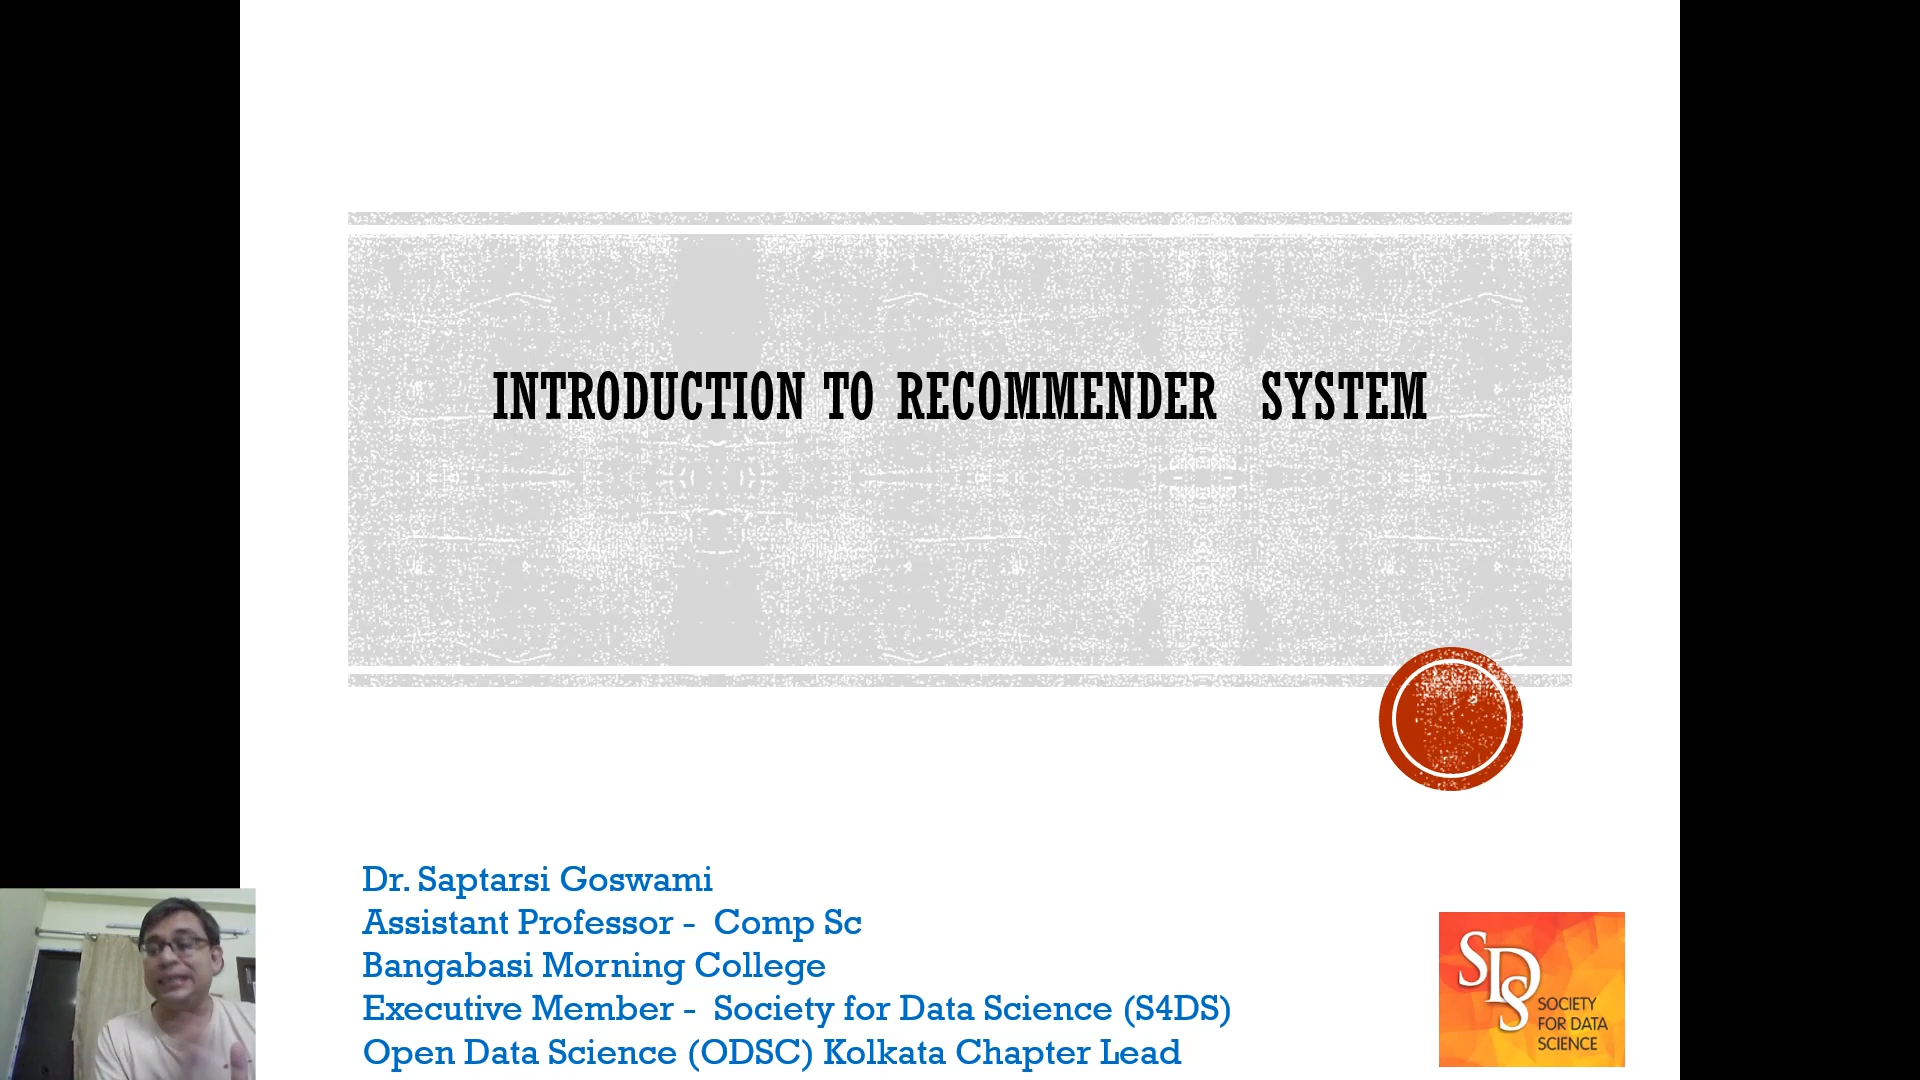 INTRODUCTION TO RECOMMENDER SYSTEM
Dr. Saptarsi Goswami
Assistant Professor - Comp Sc
Bangabasi Morning College
Executive Member - Society for Data Science (S4DS)
Open Data Science (ODSC) Kolkata Chapter Lead
SDS
SOCIETY
FOR DATA
SCIENCE